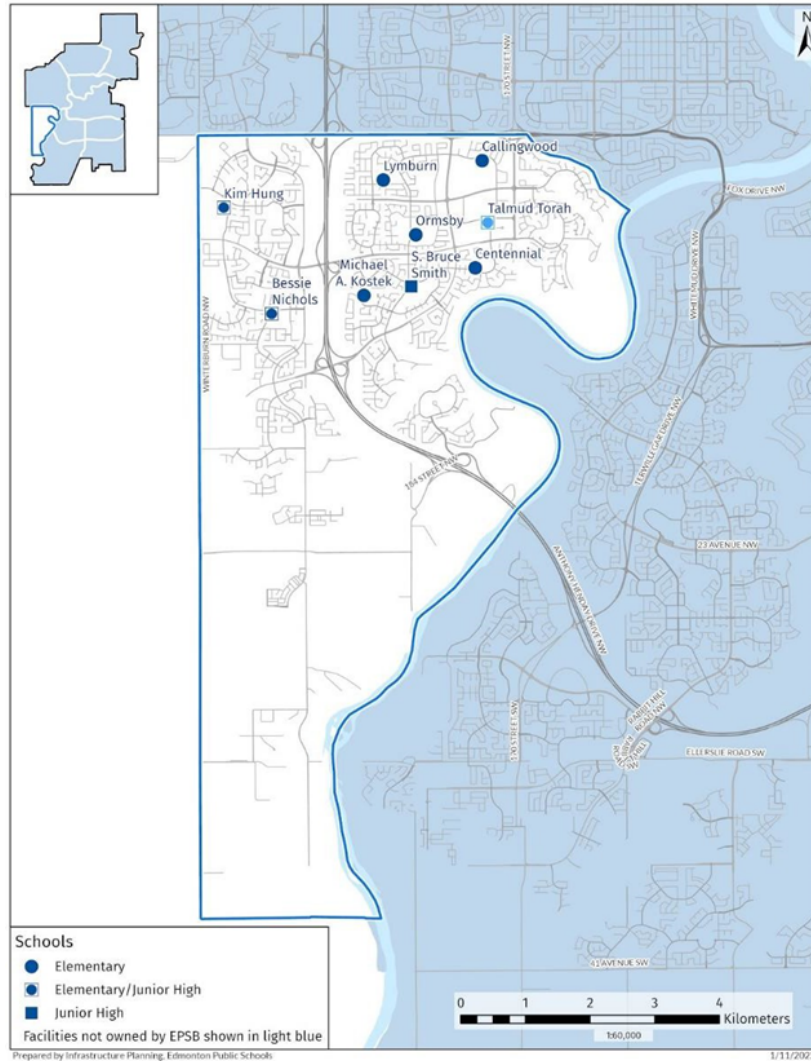 N
170 STREET NW
Callingwood
Lymburn
Kim Hung
FOX DRIVE NW
Talmud Torah
Ormsby
S. Bruce
Smith
Centennial
Michael
A. Kostek
Bessie
Nichols
WINTERBURN ROAD NW
WHITEMUD DRIVE NW
TERWILLEGAR DRIVE NW
184 STREET NW
23 AVENUE NW
ANTHONY HENDAY DRIVE NW
170 STREET SW
RABBIT HILL
ROAD NW
ELLERSLIE ROAD SW
41 AVENUE SW
Schools
Elementary
Elementary/Junior High
Junior High
Facilities not owned by EPSB shown in light blue
0 1 2 3 4
Kilometers
1:60,000
Prepared by Infrastructure Planning, Edmonton Public Schools